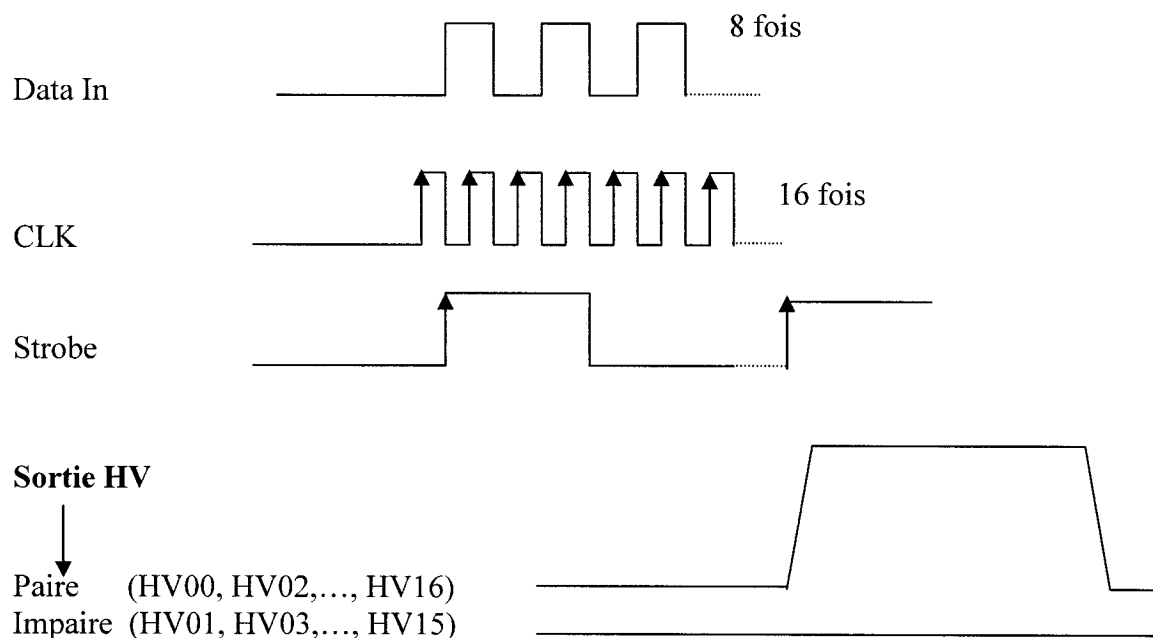 8 fois
Data In
16 fois
CLK
Strobe
Sortie HV
Paire (HV00, HV02,…, HV16)
Impaire (HV01, HV03,…, HV15)